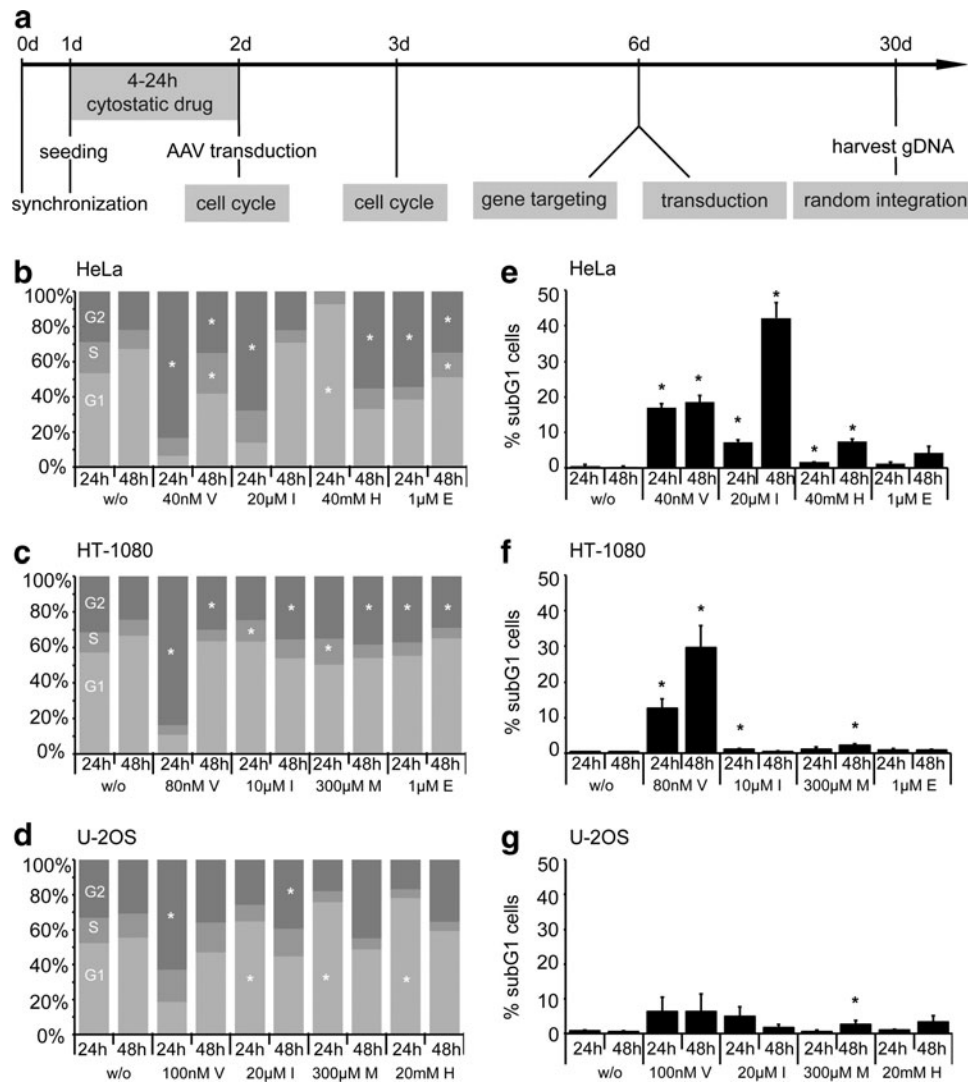 a
0d 1d 2d 3d 6d 30d
4-24h
cytostatic drug
seeding AAV transduction harvest gDNA
synchronization cell cycle cell cycle gene targeting transduction random integration
b HeLa
100%
80%
60%
40%
20%
0%
G2
S
G1
* * * * * * * * *
24h 48h 24h 48h 24h 48h 24h 48h 24h 48h
w/o 40nM V 20µM I 40mM H 1µM E
e HeLa
% subG1 cells
50
40
30
20
10
0
* * * * * *
24h 48h 24h 48h 24h 48h 24h 48h 24h 48h
w/o 40nM V 20µM I 40mM H 1µM E
c HT-1080
100%
80%
60%
40%
20%
0%
G2
S
G1
* * * * * * * *
24h 48h 24h 48h 24h 48h 24h 48h 24h 48h
w/o 80nM V 10µM I 300µM M 1µM E
f HT-1080
% subG1 cells
50
40
30
20
10
0
* * * *
24h 48h 24h 48h 24h 48h 24h 48h 24h 48h
w/o 80nM V 10µM I 300µM M 1µM E
d U-2OS
100%
80%
60%
40%
20%
0%
G2
S
G1
* * * * *
24h 48h 24h 48h 24h 48h 24h 48h 24h 48h
w/o 100nM V 20µM I 300µM M 20mM H
g U-2OS
% subG1 cells
50
40
30
20
10
0
*
24h 48h 24h 48h 24h 48h 24h 48h 24h 48h
w/o 100nM V 20µM I 300µM M 20mM H